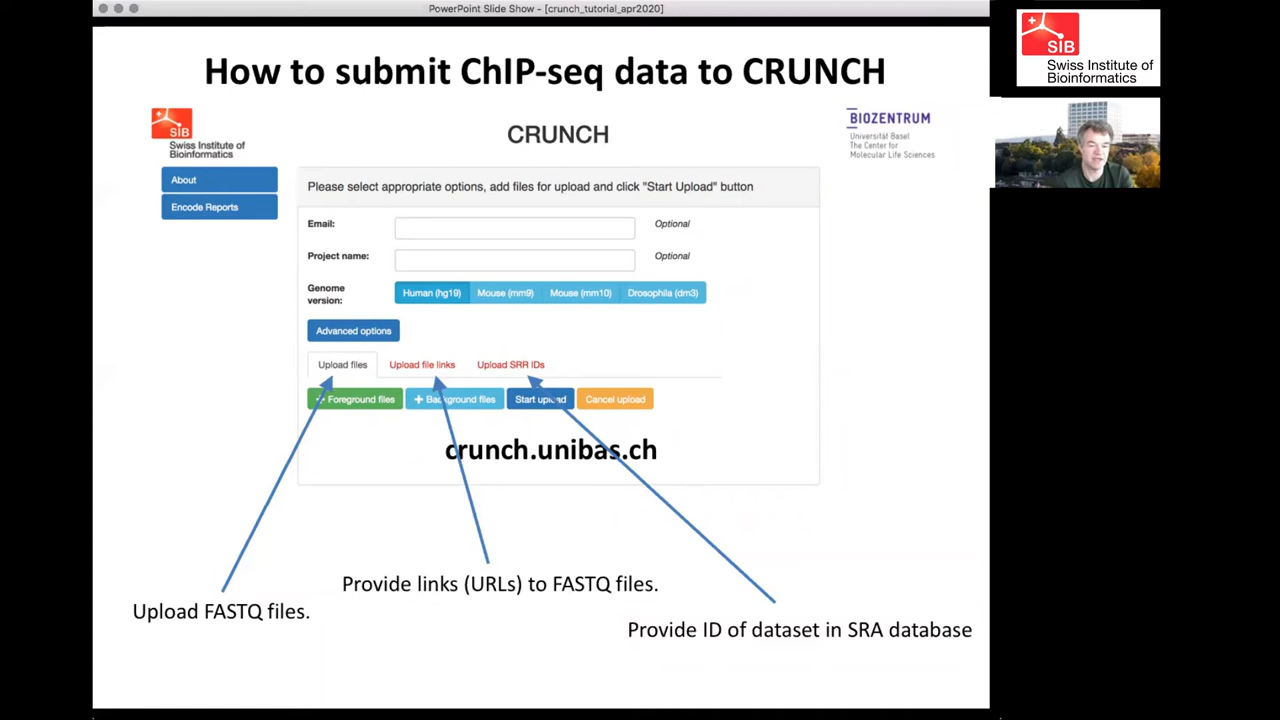 PowerPoint Slide Show - [crunch_tutorial_apr2020]
SIB
Swiss Institute of
Bioinformatics
How to submit ChIP-seq data to CRUNCH
SIB
Swiss Institute of
Bioinformatics
CRUNCH
BIOZENTRUM
Universität Basel
The Center for
Molecular Life Sciences
About
Encode Reports
Please select appropriate options, add files for upload and click "Start Upload" button
Email:
Optional
Project name:
Optional
Genome
version:
Human (hg19) Mouse (mm9) Mouse (mm10) Drosophila (dm3)
Advanced options
Upload files Upload file links Upload SRR IDs
+ Foreground files + Background files Start upload Cancel upload
crunch.unibas.ch
Provide links (URLs) to FASTQ files.
Upload FASTQ files.
Provide ID of dataset in SRA database